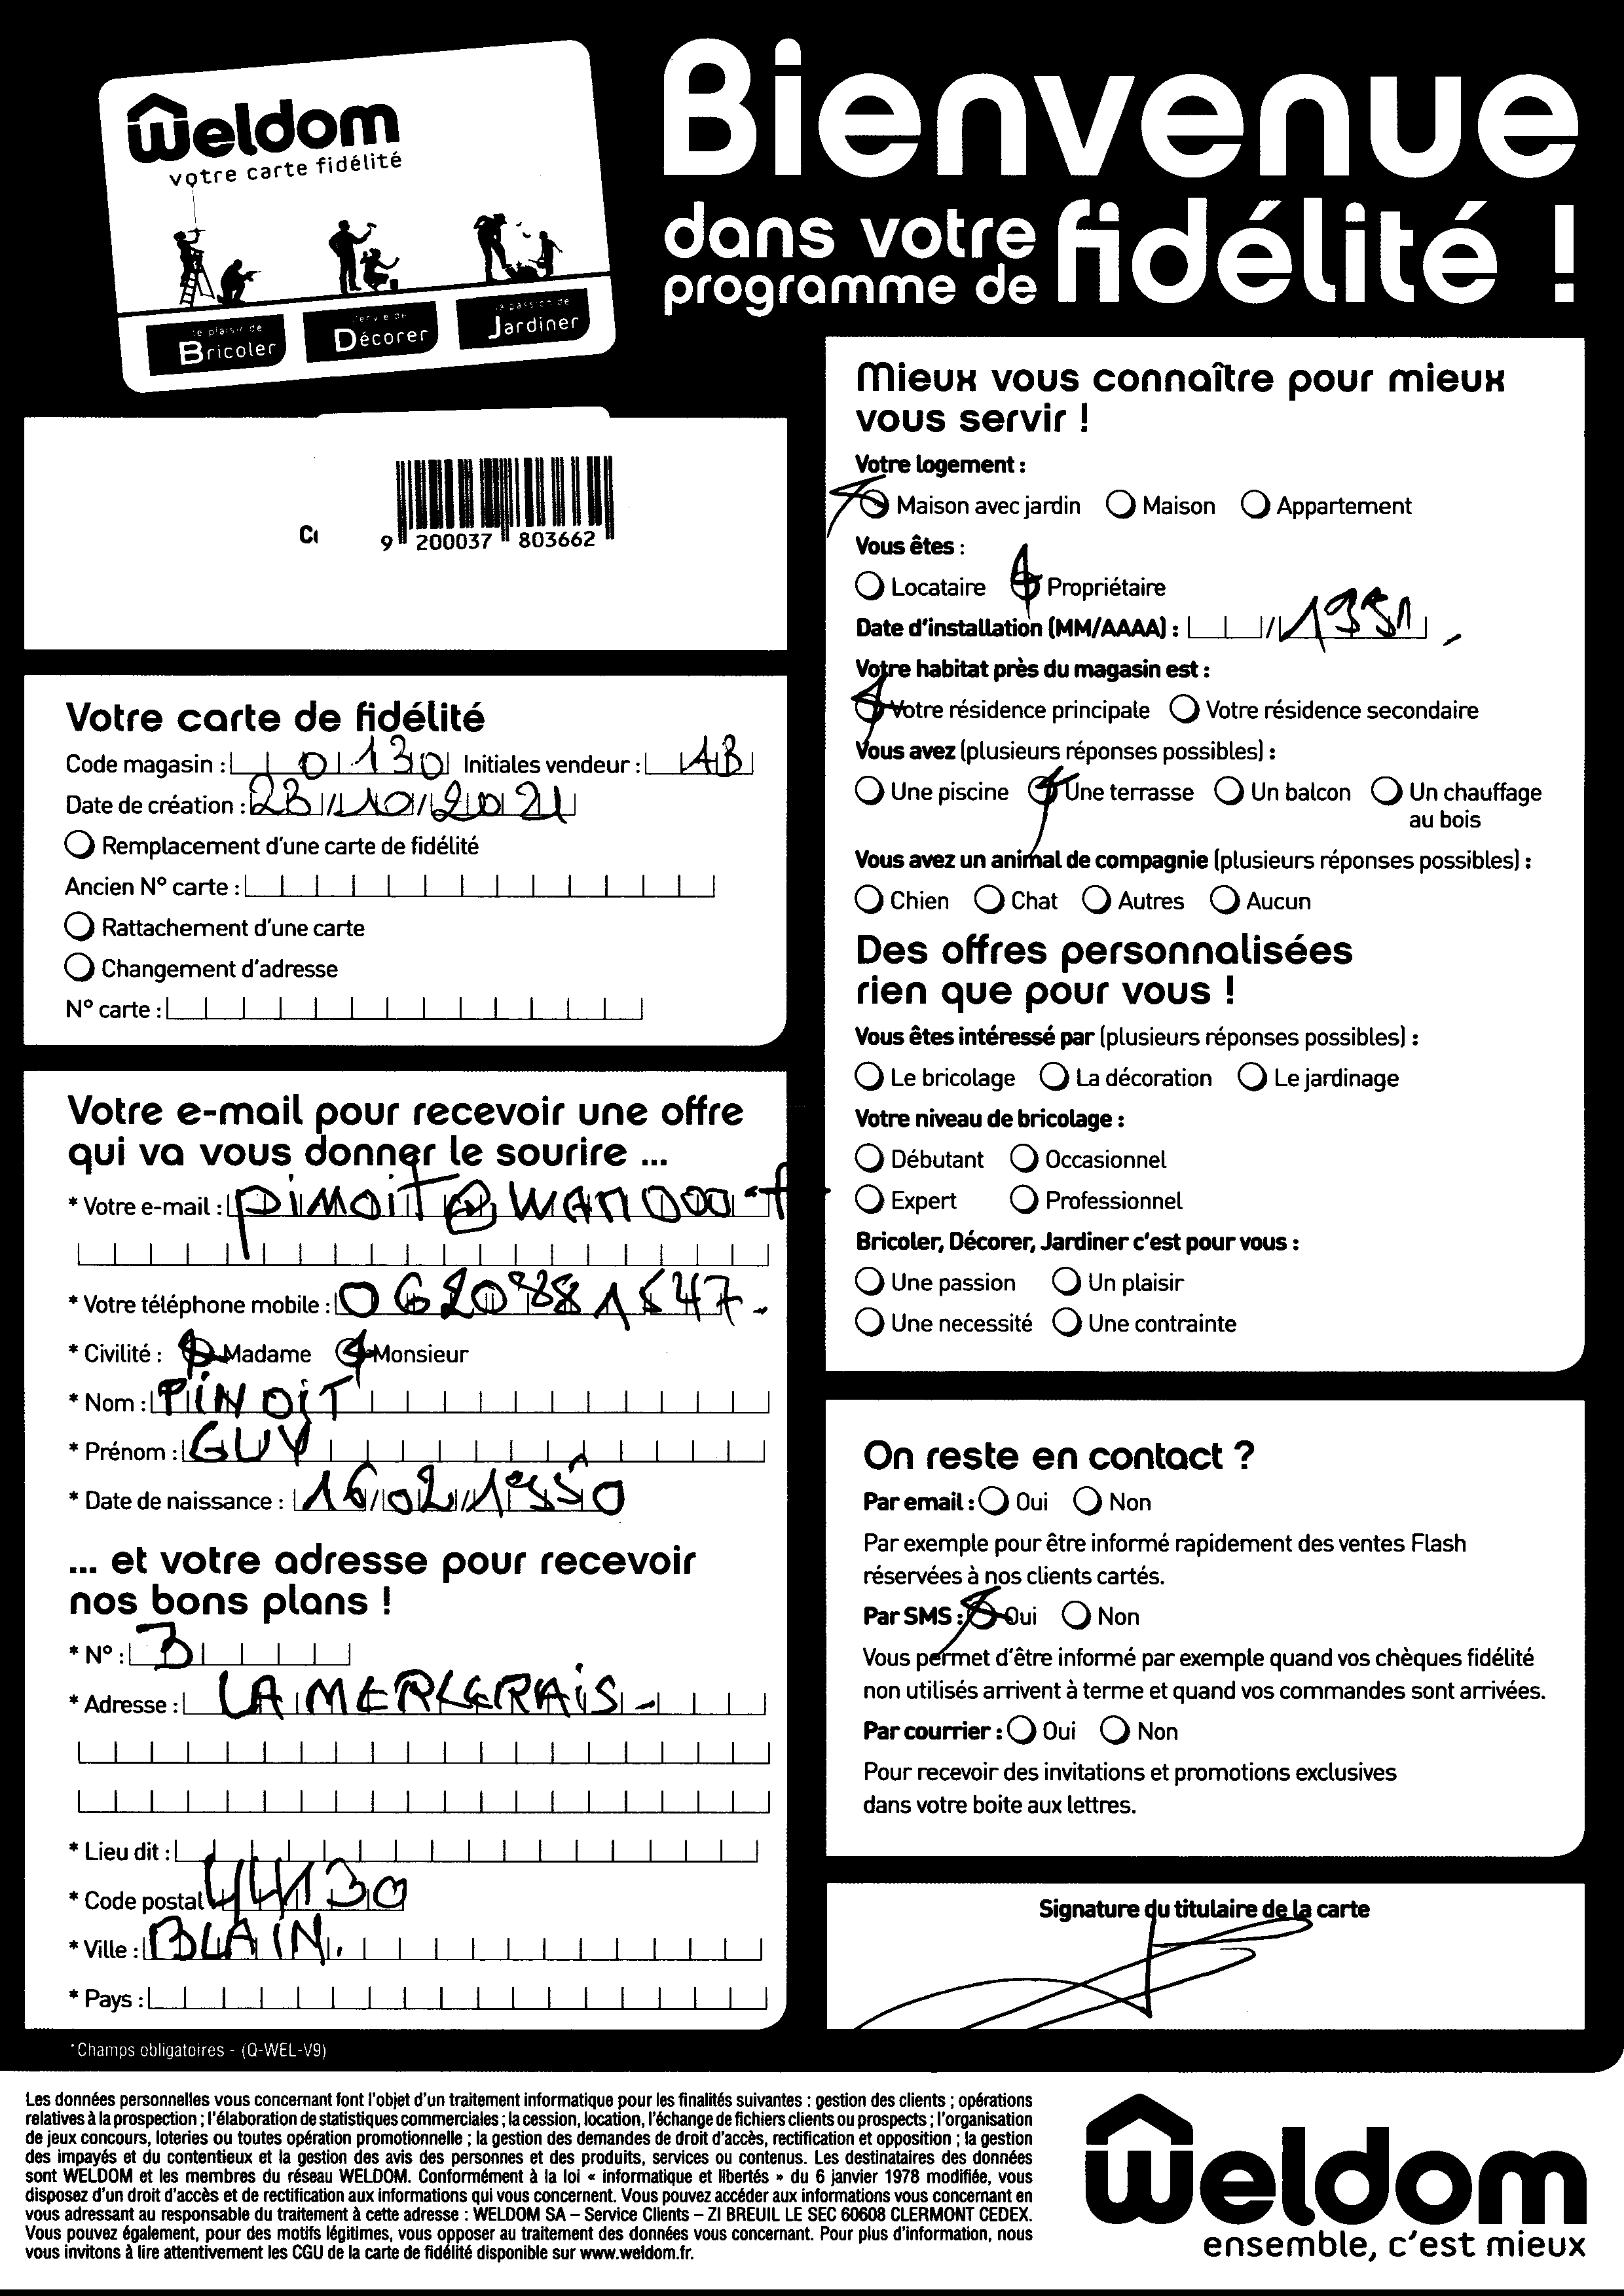 weldom
votre carte fidélité
le plaisir de
Bricoler
l'envie de
Décorer
la passion de
Jardiner
Bienvenue
dans votre
programme de
fidélité !
9 200037 803662
Votre carte de fidélité
Code magasin : 0130 Initiales vendeur : AB
Date de création : 23/10/2021
Remplacement d'une carte de fidélité
Ancien N° carte :
Rattachement d'une carte
Changement d'adresse
N° carte :
Votre e-mail pour recevoir une offre
qui va vous donner le sourire ...
* Votre e-mail :
* Votre téléphone mobile :
* Civilité : Madame Monsieur
* Nom : PINOIT
* Prénom : GUY
* Date de naissance : 16/02/1950
... et votre adresse pour recevoir
nos bons plans !
* N° : 3
* Adresse : LA
* Lieu dit :
* Code postal 44130
* Ville : BLAIN.
* Pays :
*Champs obligatoires - (Q-WEL-V9)
Mieux vous connaître pour mieux
vous servir !
Votre logement :
Maison avec jardin Maison Appartement
Vous êtes :
Locataire Propriétaire
Date d'installation (MM/AAAA) : /
Votre habitat près du magasin est :
Votre résidence principale Votre résidence secondaire
Vous avez (plusieurs réponses possibles) :
Une piscine Une terrasse Un balcon Un chauffage
au bois
Vous avez un animal de compagnie (plusieurs réponses possibles) :
Chien Chat Autres Aucun
Des offres personnalisées
rien que pour vous !
Vous êtes intéressé par (plusieurs réponses possibles) :
Le bricolage La décoration Le jardinage
Votre niveau de bricolage :
Débutant Occasionnel
Expert Professionnel
Bricoler, Décorer, Jardiner c'est pour vous :
Une passion Un plaisir
Une necessité Une contrainte
On reste en contact ?
Par email : Oui Non
Par exemple pour être informé rapidement des ventes Flash
réservées à nos clients cartés.
Par SMS : Oui Non
Vous permet d'être informé par exemple quand vos chèques fidélité
non utilisés arrivent à terme et quand vos commandes sont arrivées.
Par courrier : Oui Non
Pour recevoir des invitations et promotions exclusives
dans votre boite aux lettres.
Signature du titulaire de la carte
Les données personnelles vous concernant font l'objet d'un traitement informatique pour les finalités suivantes : gestion des clients ; opérations
relatives à la prospection ; l'élaboration de statistiques commerciales ; la cession, location, l'échange de fichiers clients ou prospects ; l'organisation
de jeux concours, loteries ou toutes opération promotionnelle ; la gestion des demandes de droit d'accès, rectification et opposition ; la gestion
des impayés et du contentieux et la gestion des avis des personnes et des produits, services ou contenus. Les destinataires des données
sont WELDOM et les membres du réseau WELDOM. Conformément à la loi « informatique et libertés » du 6 janvier 1978 modifiée, vous
disposez d'un droit d'accès et de rectification aux informations qui vous concernent. Vous pouvez accéder aux informations vous concernant en
vous adressant au responsable du traitement à cette adresse : WELDOM SA – Service Clients – ZI BREUIL LE SEC 60608 CLERMONT CEDEX.
Vous pouvez également, pour des motifs légitimes, vous opposer au traitement des données vous concernant. Pour plus d'information, nous
vous invitons à lire attentivement les CGU de la carte de fidélité disponible sur www.weldom.fr.
weldom
ensemble, c'est mieux